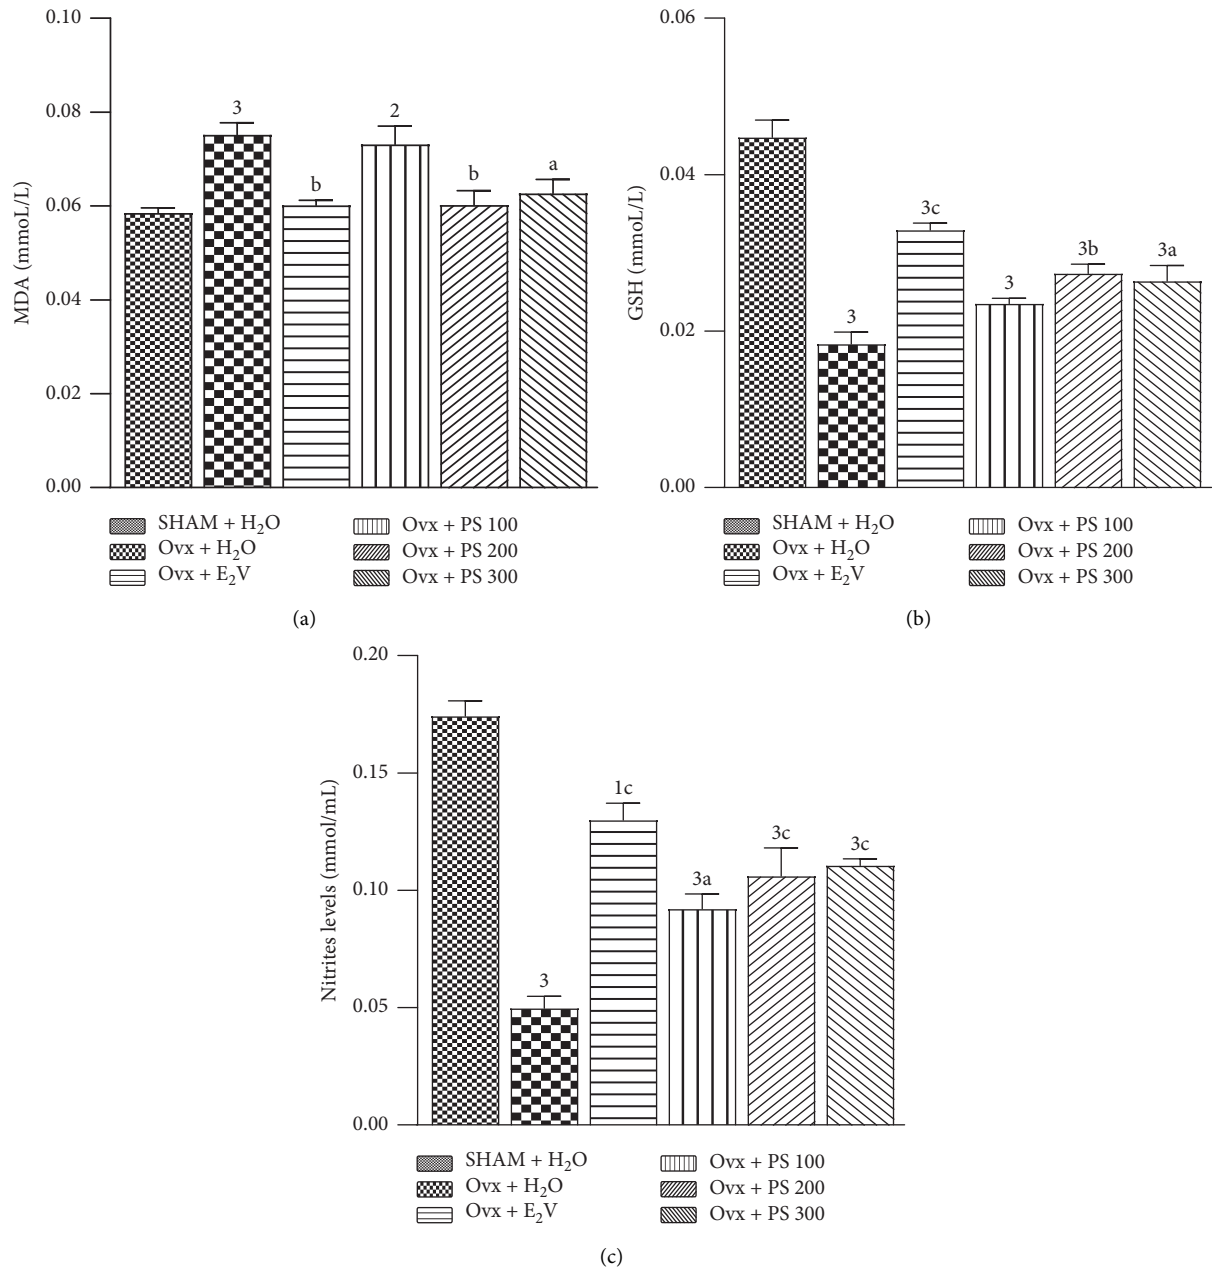 0.10
0.08
0.06
0.04
0.02
0.00
MDA (mmoL/L)
3
b
2
b
a
SHAM + H₂O
Ovx + H₂O
Ovx + E₂V
Ovx + PS 100
Ovx + PS 200
Ovx + PS 300
(a)
0.06
0.04
0.02
0.00
GSH (mmoL/L)
3
3c
3
3b
3a
SHAM + H₂O
Ovx + H₂O
Ovx + E₂V
Ovx + PS 100
Ovx + PS 200
Ovx + PS 300
(b)
0.20
0.15
0.10
0.05
0.00
Nitrites levels (mmol/mL)
3
1c
3a
3c
3c
SHAM + H₂O
Ovx + H₂O
Ovx + E₂V
Ovx + PS 100
Ovx + PS 200
Ovx + PS 300
(c)